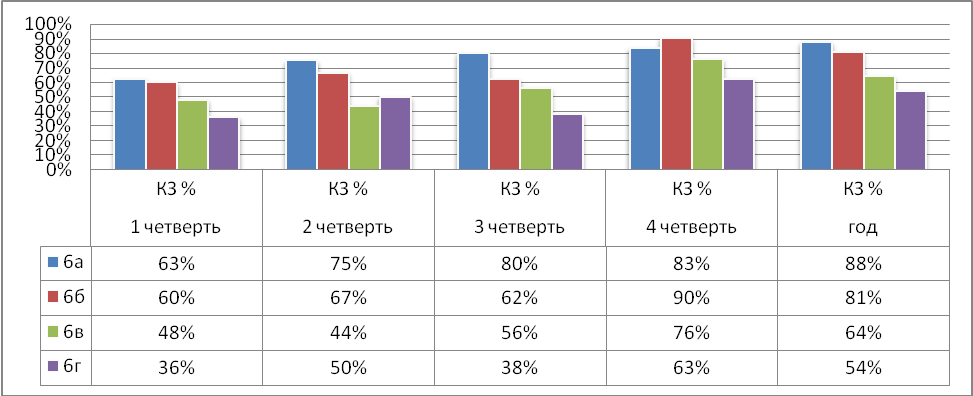 100%
90%
80%
70%
60%
50%
40%
30%
20%
10%
0%
КЗ % КЗ % КЗ % КЗ % КЗ %
1 четверть 2 четверть 3 четверть 4 четверть год
6а 63% 75% 80% 83% 88%
6б 60% 67% 62% 90% 81%
6в 48% 44% 56% 76% 64%
6г 36% 50% 38% 63% 54%